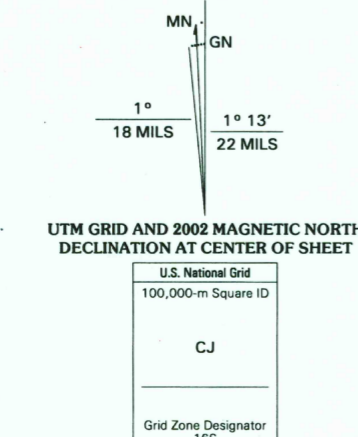 MN
GN
1°
18 MILS
1° 13′
22 MILS
UTM GRID AND 2002 MAGNETIC NORTH
DECLINATION AT CENTER OF SHEET
U.S. National Grid
100,000-m Square ID
CJ
Grid Zone Designator
16S